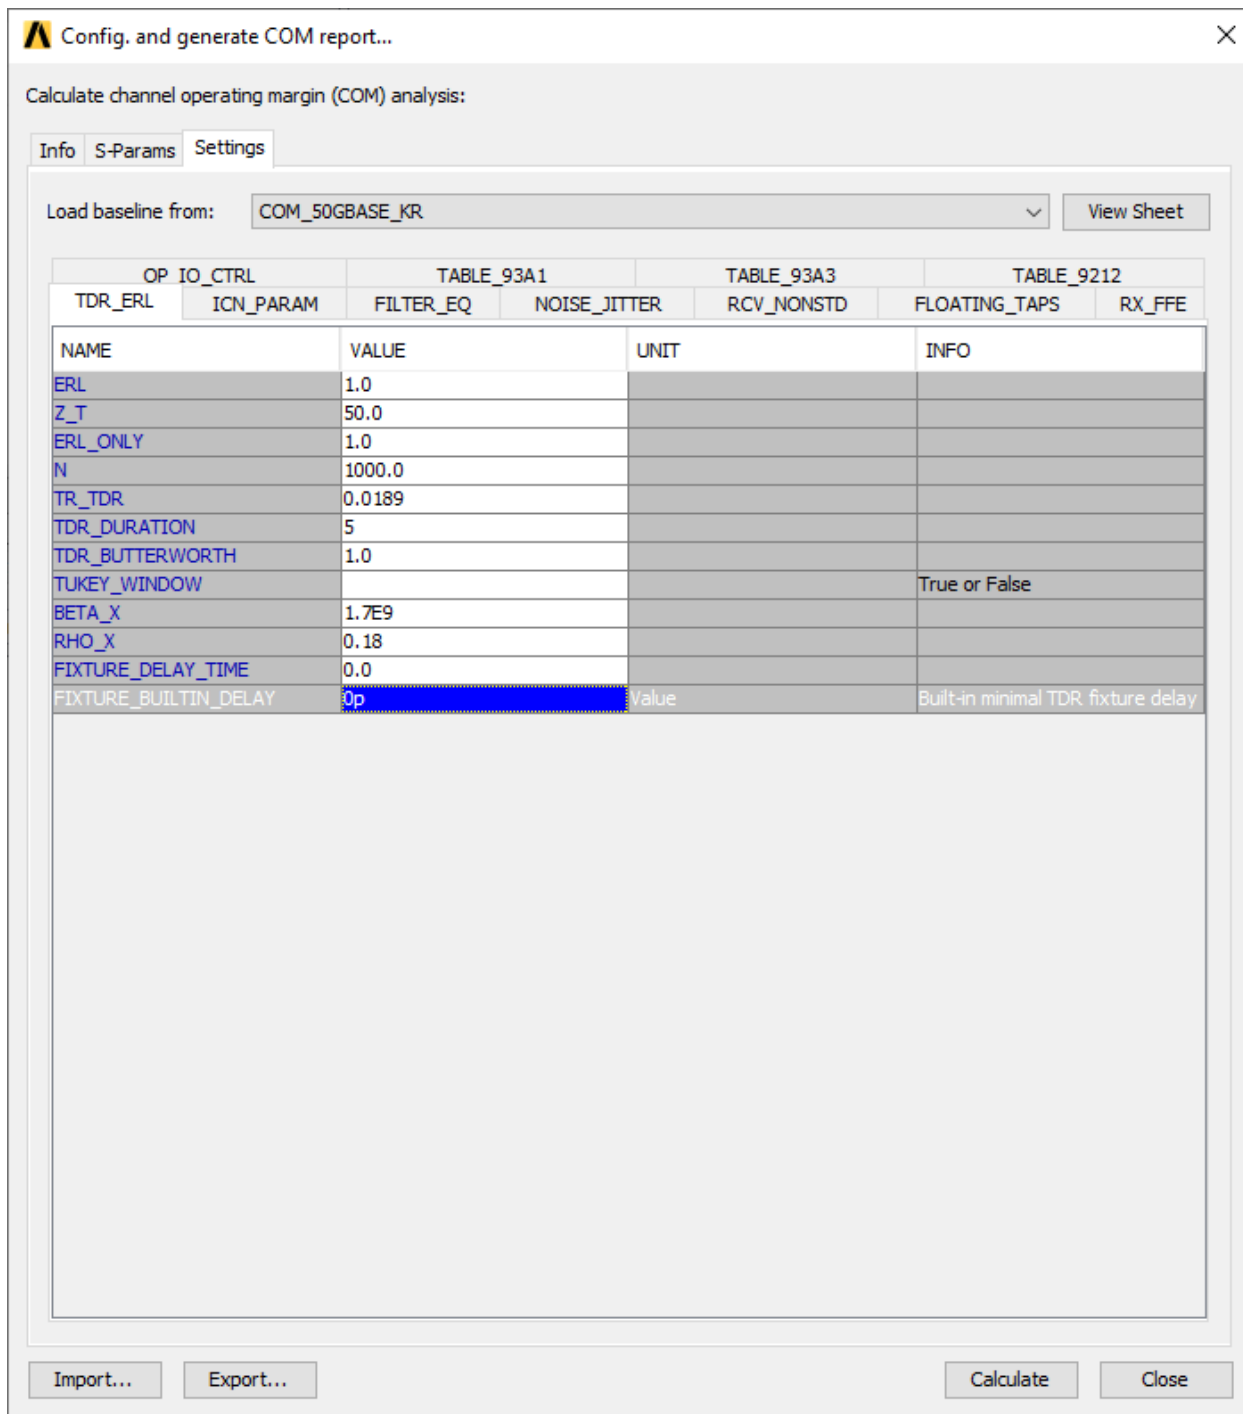 Config. and generate COM report...
Calculate channel operating margin (COM) analysis:
Info S-Params Settings
Load baseline from: COM_50GBASE_KR View Sheet
OP_IO_CTRL TABLE_93A1 TABLE_93A3 TABLE_9212
TDR_ERL ICN_PARAM FILTER_EQ NOISE_JITTER RCV_NONSTD FLOATING_TAPS RX_FFE
NAME VALUE UNIT INFO
ERL 1.0
Z_T 50.0
ERL_ONLY 1.0
N 1000.0
TR_TDR 0.0189
TDR_DURATION 5
TDR_BUTTERWORTH 1.0
TUKEY_WINDOW True or False
BETA_X 1.7E9
RHO_X 0.18
FIXTURE_DELAY_TIME 0.0
FIXTURE_BUILTIN_DELAY 0p Value Built-in minimal TDR fixture delay
Import... Export... Calculate Close